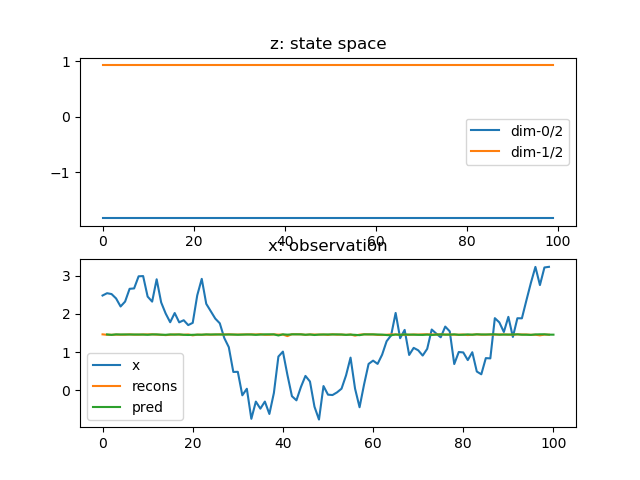 z: state space
1
0
−1
dim-0/2
dim-1/2
0 20 40 60 80 100
x: observation
3
2
1
0
x
recons
pred
0 20 40 60 80 100